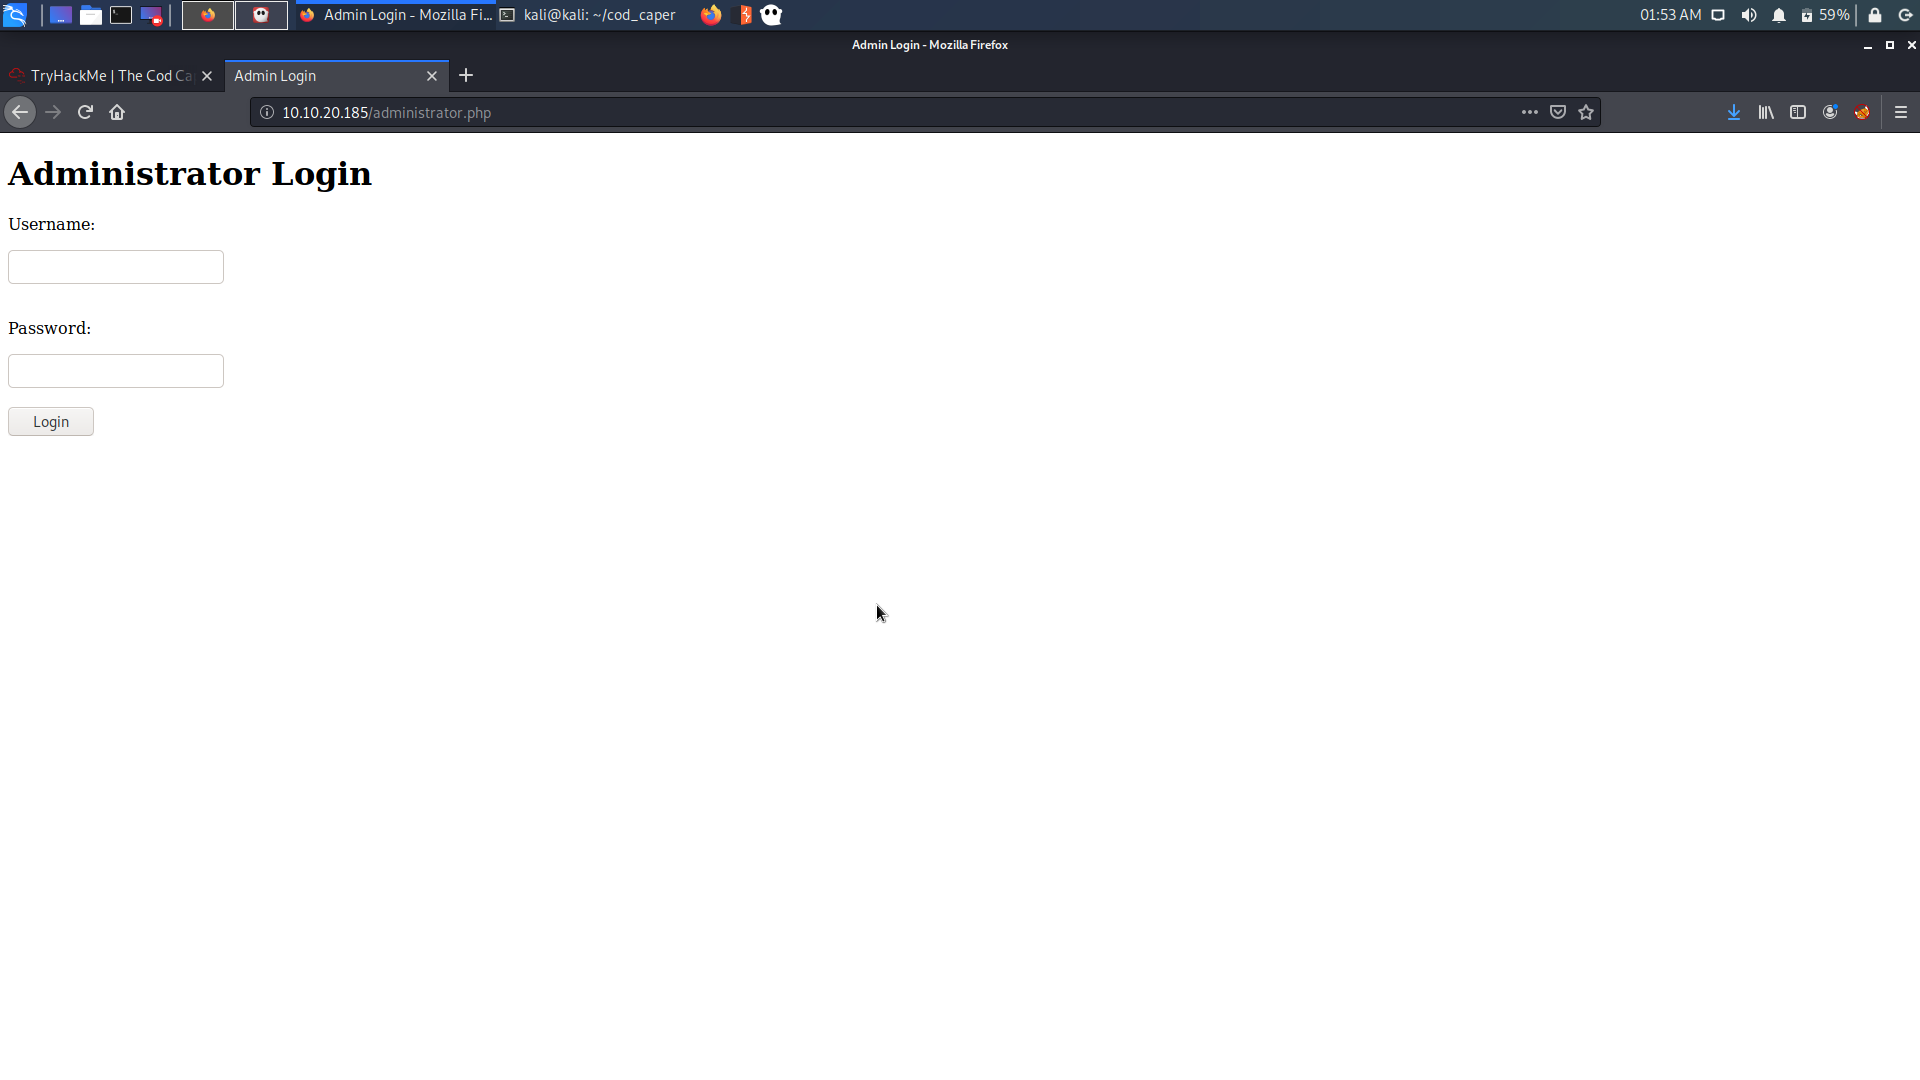 Admin Login - Mozilla Fi...
kali@kali: ~/cod_caper
01:53 AM
59%
Admin Login - Mozilla Firefox
TryHackMe | The Cod Ca
Admin Login
10.10.20.185/administrator.php
Administrator Login
Username:
Password:
Login